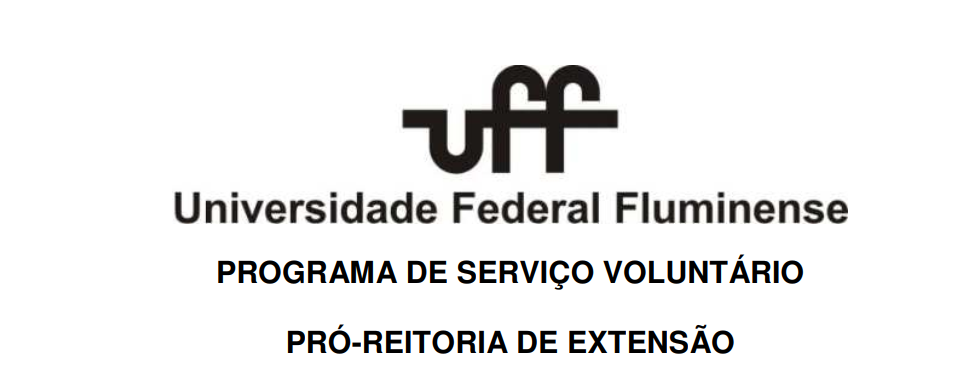 uff
Universidade Federal Fluminense
PROGRAMA DE SERVIÇO VOLUNTÁRIO
PRÓ-REITORIA DE EXTENSÃO